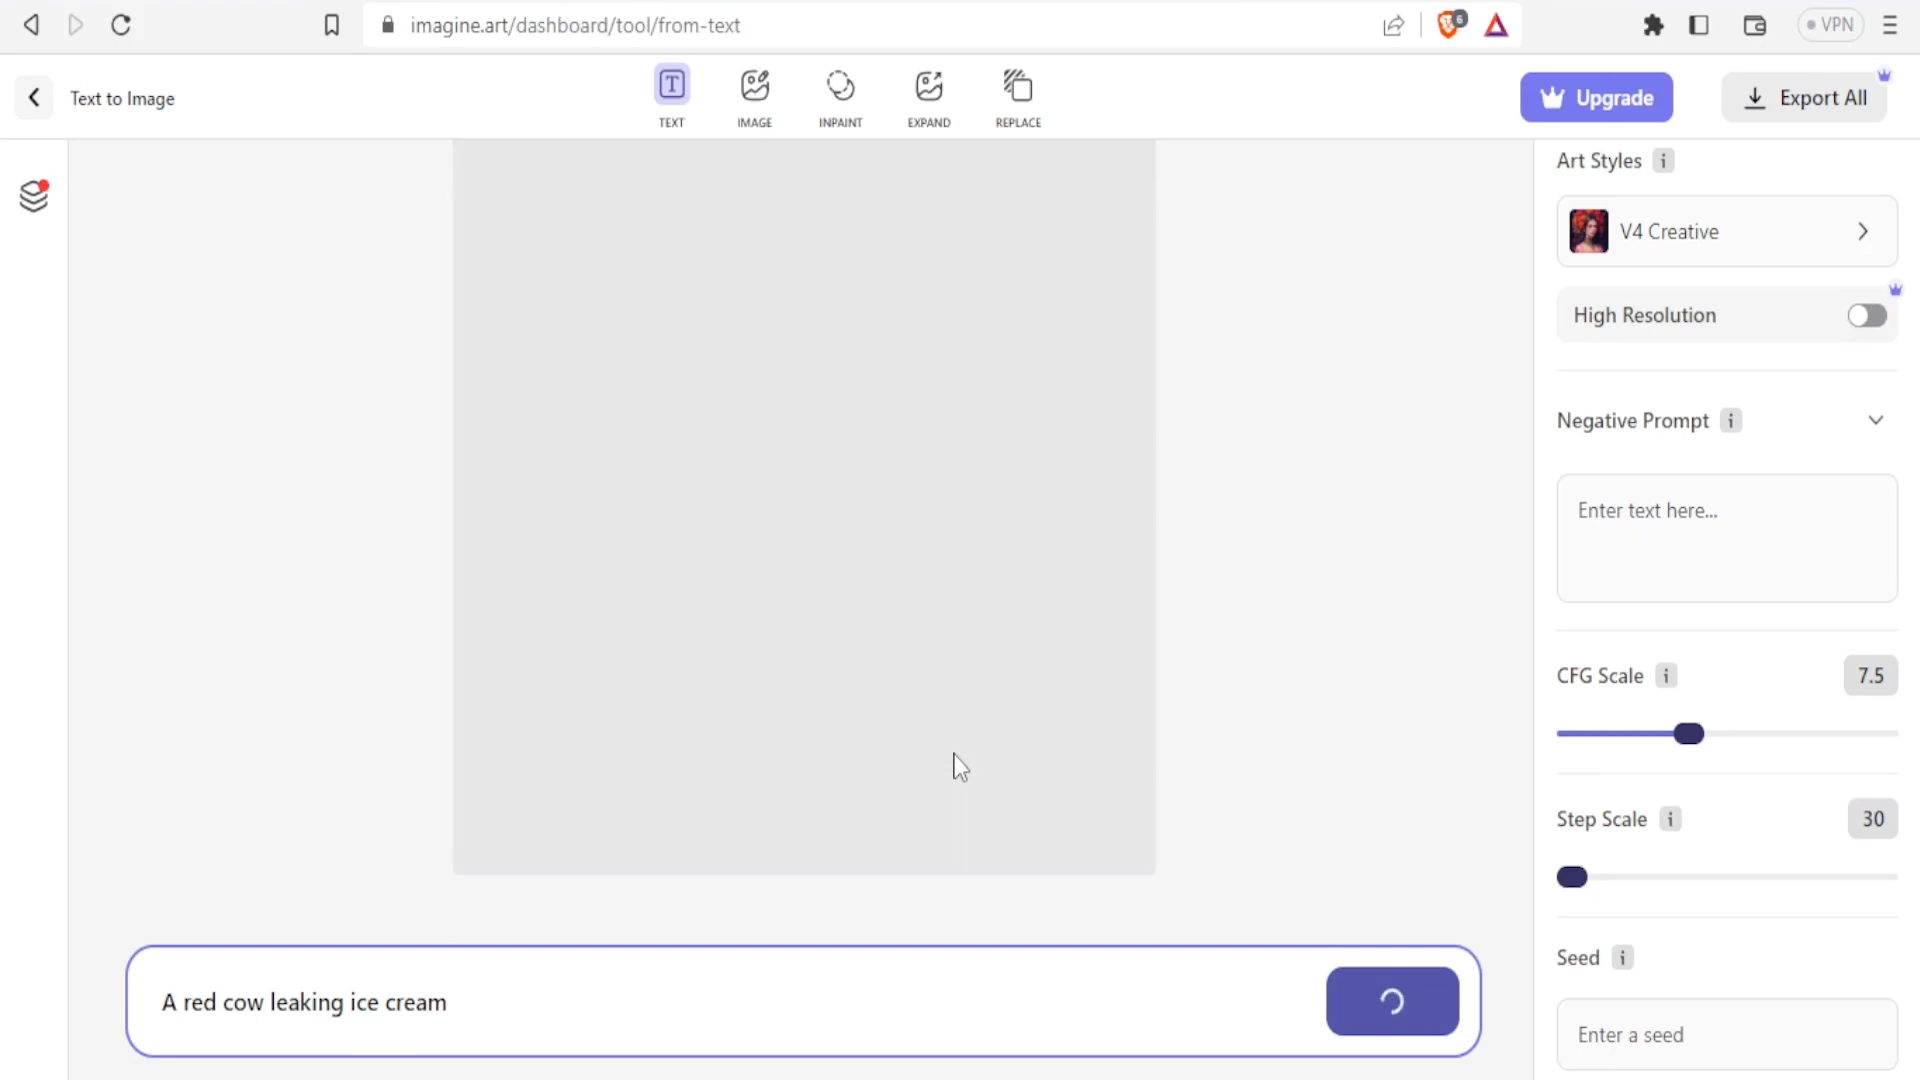 imagine.art/dashboard/tool/from-text
6
VPN
Text to Image
T
TEXT
IMAGE
INPAINT
EXPAND
REPLACE
Upgrade
Export All
Art Styles i
V4 Creative
High Resolution
Negative Prompt i
Enter text here...
CFG Scale i
7.5
Step Scale i
30
Seed i
Enter a seed
A red cow leaking ice cream